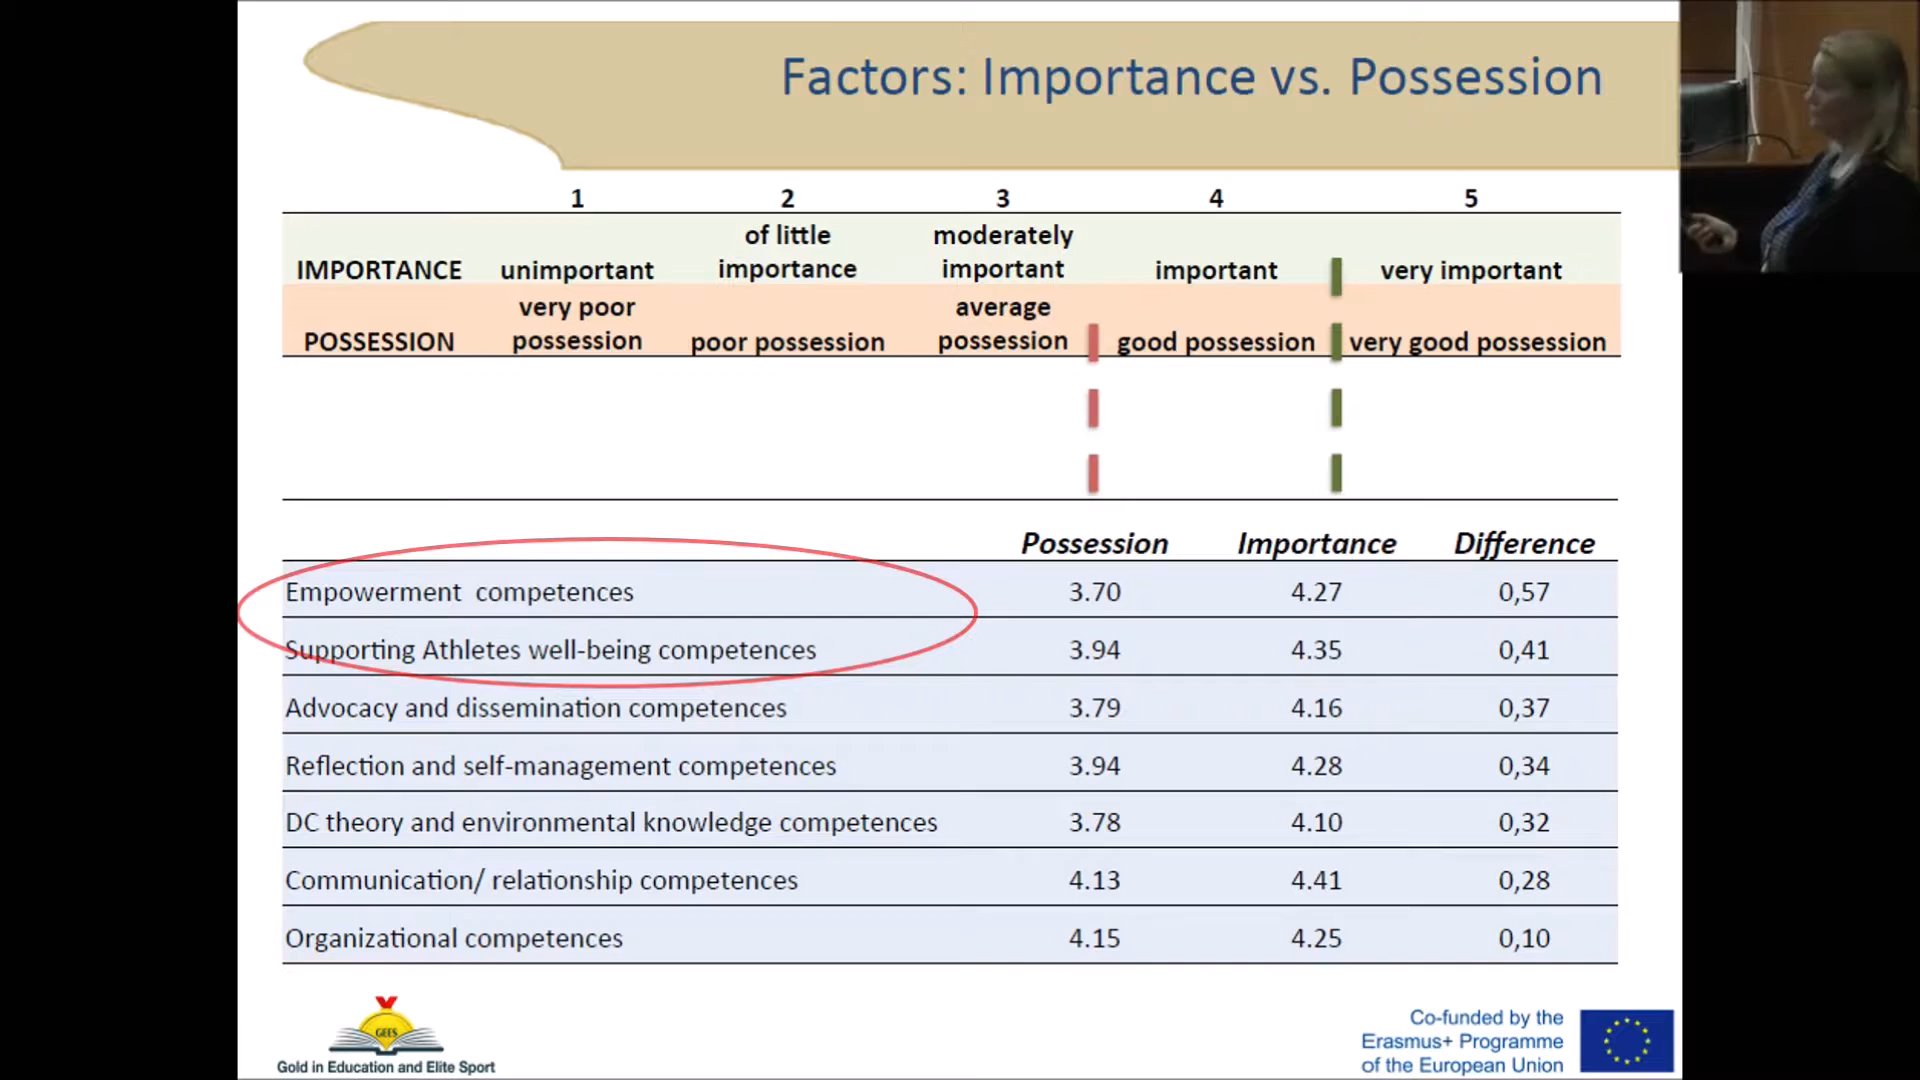 Factors: Importance vs. Possession
1 2 3 4 5
IMPORTANCE unimportant of little importance moderately important important very important
POSSESSION very poor possession poor possession average possession good possession very good possession
Possession Importance Difference
Empowerment competences 3.70 4.27 0,57
Supporting Athletes well-being competences 3.94 4.35 0,41
Advocacy and dissemination competences 3.79 4.16 0,37
Reflection and self-management competences 3.94 4.28 0,34
DC theory and environmental knowledge competences 3.78 4.10 0,32
Communication/ relationship competences 4.13 4.41 0,28
Organizational competences 4.15 4.25 0,10
GEES
Gold in Education and Elite Sport
Co-funded by the
Erasmus+ Programme
of the European Union